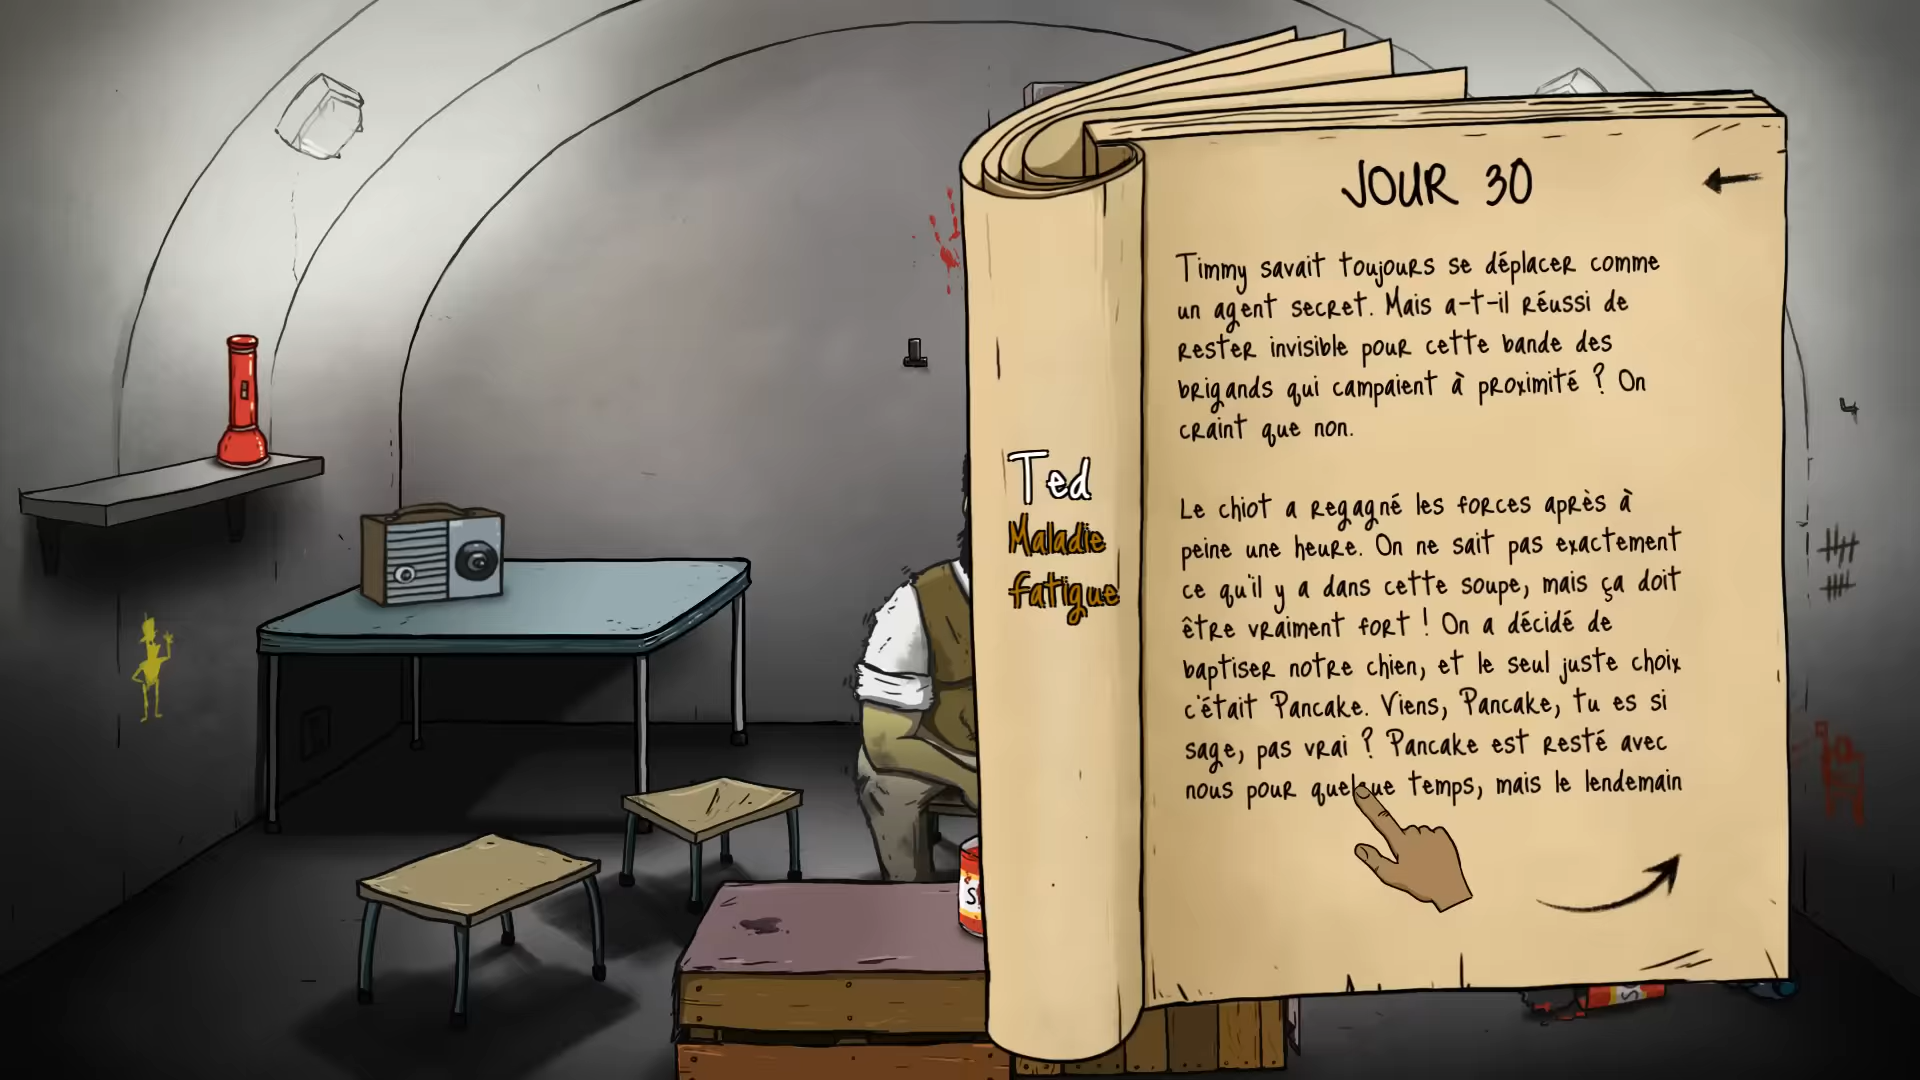 JOUR 30
Timmy savait toujours se déplacer comme
un agent secret. Mais a-t-il réussi de
rester invisible pour cette bande des
brigands qui campaient à proximité ? On
craint que non.
Ted
Maladie
Fatigue
Le chiot a regagné les forces après à
peine une heure. On ne sait pas exactement
ce qu'il y a dans cette soupe, mais ça doit
être vraiment fort ! On a décidé de
baptiser notre chien, et le seul juste choix
c'était Pancake. Viens, Pancake, tu es si
sage, pas vrai ? Pancake est resté avec
nous pour quelque temps, mais le lendemain